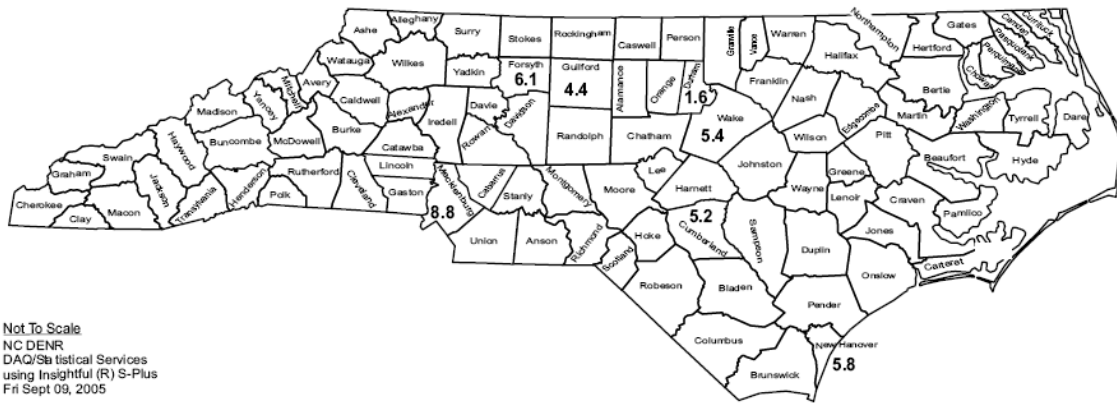 Alleghany
Ashe
Surry
Stokes
Rockingham
Caswell
Person
Granville
Vance
Warren
Northampton
Gates
Currituck
Camden
Pasquotank
Perquimans
Chowan
Hertford
Halifax
Watauga
Wilkes
Yadkin
Forsyth
6.1
Guilford
4.4
Alamance
Orange
Durham
1.6
Franklin
Nash
Edgecombe
Bertie
Martin
Washington
Tyrrell
Dare
Avery
Mitchell
Yancey
Madison
Caldwell
Alexander
Iredell
Davie
Davidson
Rowan
Randolph
Chatham
Wake
5.4
Wilson
Pitt
Beaufort
Hyde
Haywood
Buncombe
McDowell
Burke
Catawba
Lincoln
Swain
Graham
Jackson
Transylvania
Henderson
Rutherford
Polk
Cleveland
Gaston
Mecklenburg
8.8
Cabarrus
Stanly
Montgomery
Moore
Lee
Harnett
Johnston
Wayne
Greene
Lenoir
Craven
Pamlico
Cherokee
Clay
Macon
Union
Anson
Richmond
Scotland
Hoke
5.2
Cumberland
Sampson
Duplin
Jones
Carteret
Onslow
Robeson
Bladen
Pender
Columbus
Brunswick
New Hanover
5.8
Not To Scale
NC DENR
DAQ/Statistical Services
using Insightful (R) S-Plus
Fri Sept 09, 2005